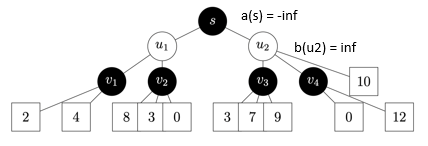 s a(s) = -inf
u1 u2 b(u2) = inf
v1 v2 v3 v4 10
2 4 8 3 0 3 7 9 0 12